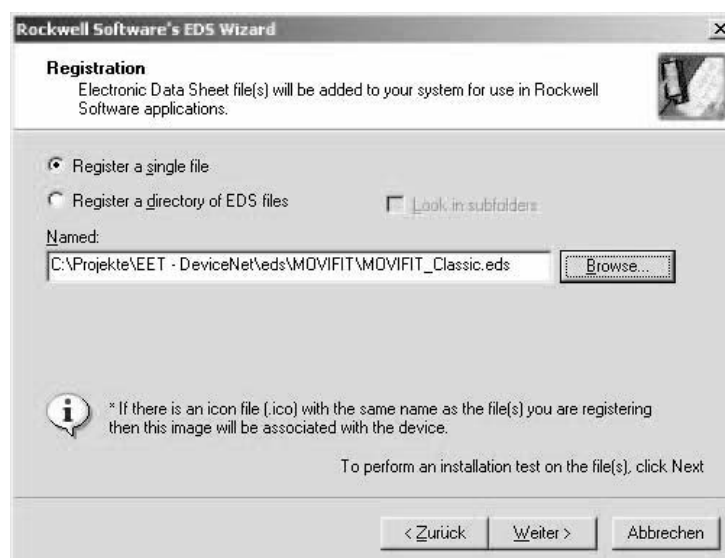 Rockwell Software's EDS Wizard
Registration
Electronic Data Sheet file(s) will be added to your system for use in Rockwell
Software applications.
Register a single file
Register a directory of EDS files
Look in subfolders
Named:
C:\Projekte\EET - DeviceNet\eds\MOVIFIT\MOVIFIT_Classic.eds
Browse...
* If there is an icon file (.ico) with the same name as the file(s) you are registering
then this image will be associated with the device.
To perform an installation test on the file(s), click Next
< Zurück
Weiter >
Abbrechen